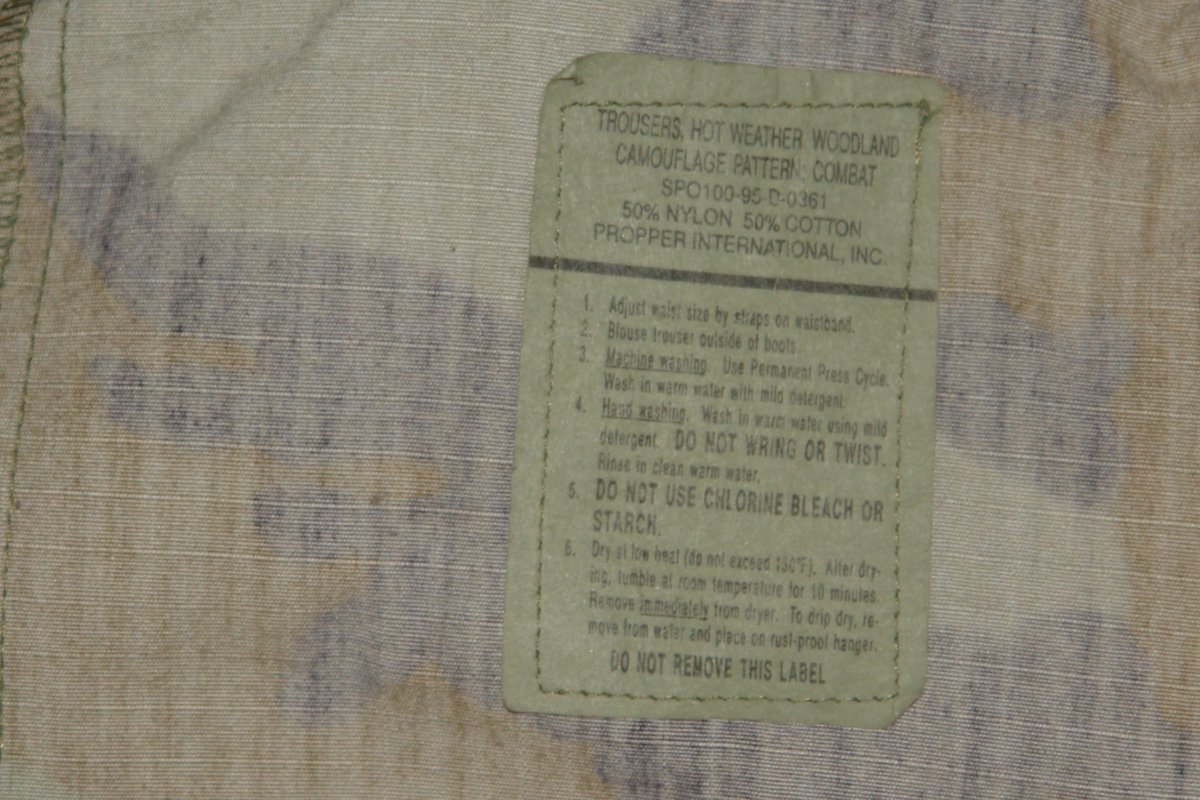 TROUSERS, HOT WEATHER WOODLAND
CAMOUFLAGE PATTERN: COMBAT
SPO100-95-D-0361
50% NYLON 50% COTTON
PROPPER INTERNATIONAL, INC.
1. Adjust waist size by straps on waistband.
2. Blouse trouser outside of boots
3. Machine washing. Use Permanent Press Cycle.
Wash in warm water with mild detergent.
4. Hand washing. Wash in warm water using mild
detergent. DO NOT WRING OR TWIST.
Rinse in clean warm water.
5. DO NOT USE CHLORINE BLEACH OR
STARCH.
6. Dry at low heat (do not exceed 130°F). After dry-
ing, tumble at room temperature for 10 minutes.
Remove immediately from dryer. To drip dry, re-
move from water and place on rust-proof hanger.
DO NOT REMOVE THIS LABEL